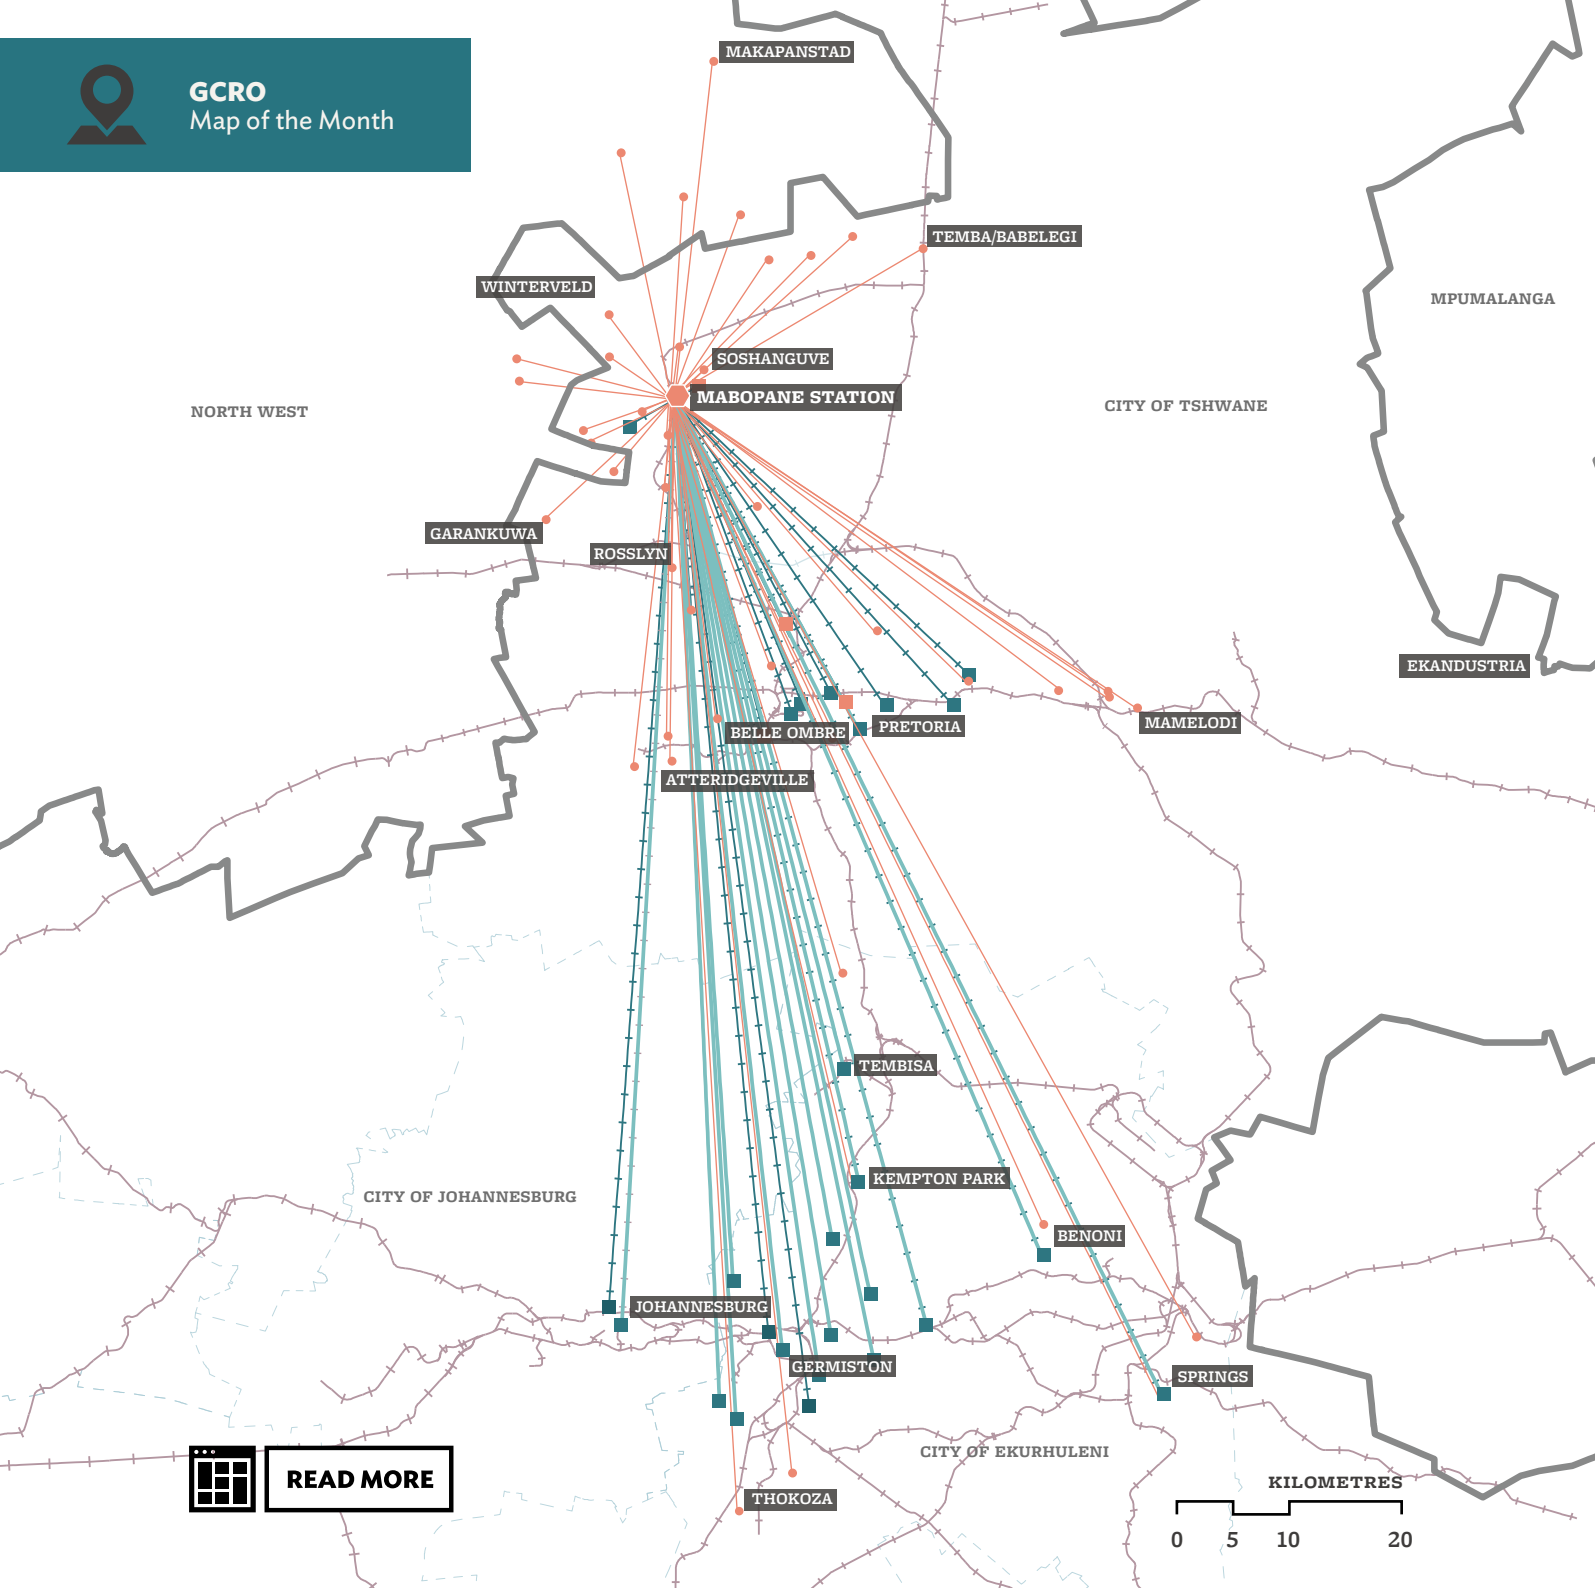 GCRO
Map of the Month
MAKAPANSTAD
TEMBA/BABELEGI
WINTERVELD
MPUMALANGA
SOSHANGUVE
MABOPANE STATION
NORTH WEST
CITY OF TSHWANE
GARANKUWA
ROSSLYN
EKANDUSTRIA
MAMELODI
PRETORIA
BELLE OMBRE
ATTERIDGEVILLE
TEMBISA
KEMPTON PARK
CITY OF JOHANNESBURG
BENONI
JOHANNESBURG
GERMISTON
SPRINGS
CITY OF EKURHULENI
READ MORE
THOKOZA
KILOMETRES
0 5 10 20